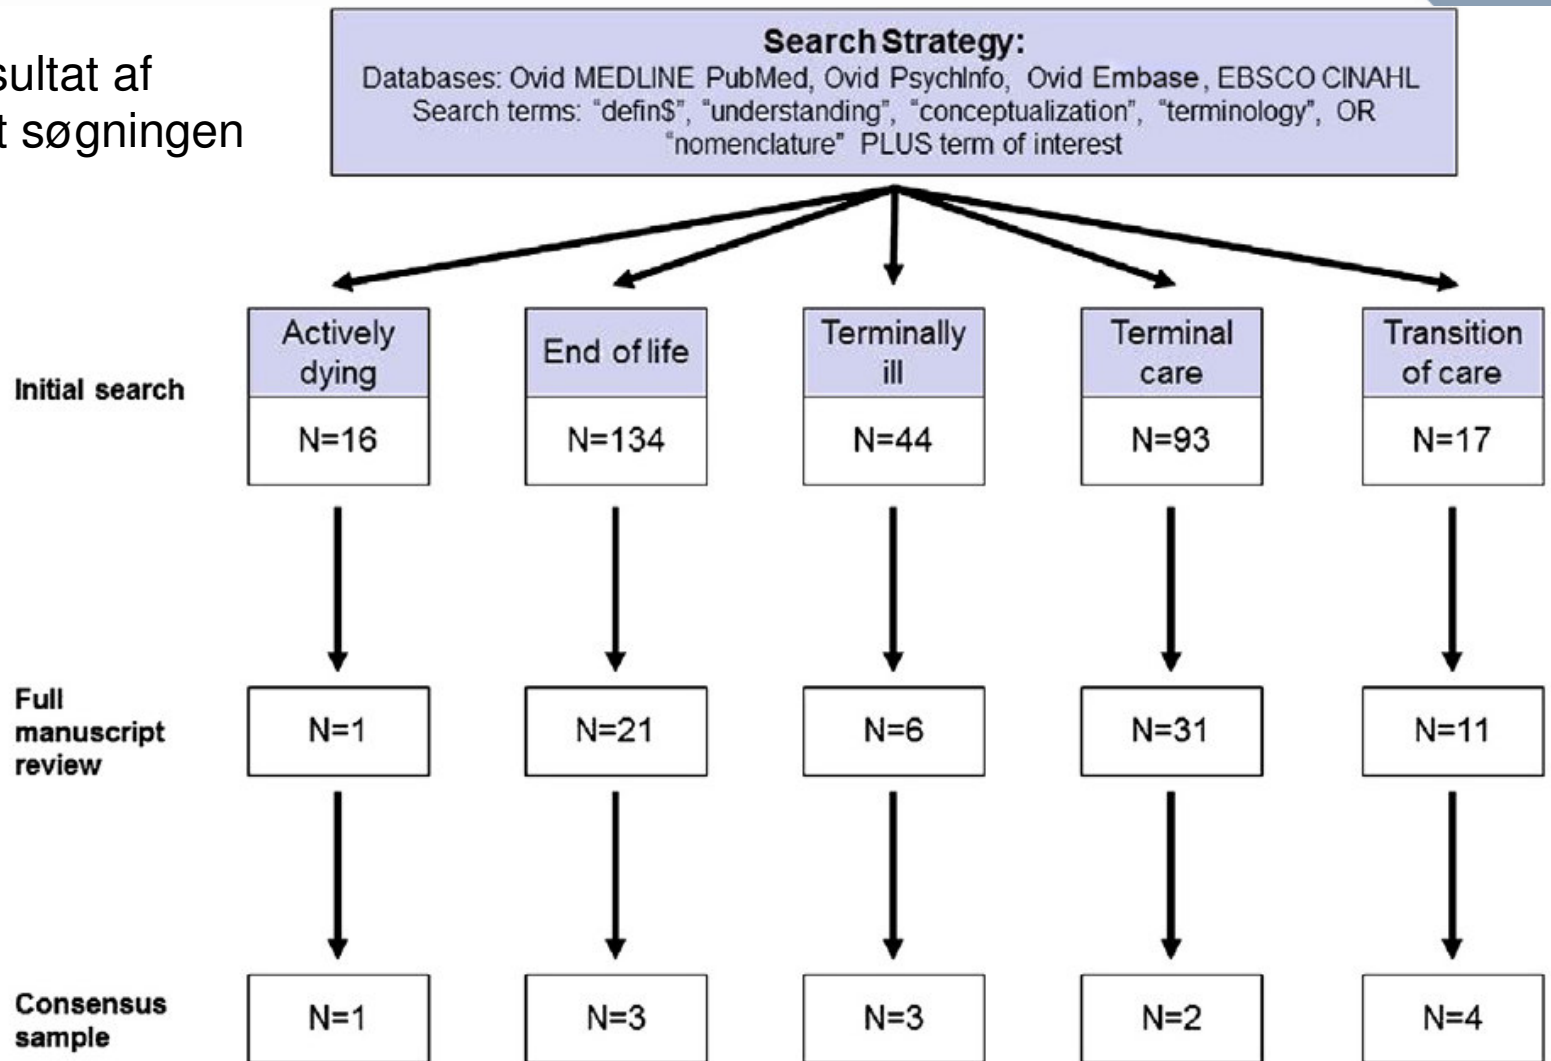 sultat af
t søgningen
Search Strategy:
Databases: Ovid MEDLINE PubMed, Ovid PsychInfo, Ovid Embase, EBSCO CINAHL
Search terms: “defin$”, “understanding”, “conceptualization”, “terminology”, OR
“nomenclature” PLUS term of interest
Initial search
Actively
dying
N=16
End of life
N=134
Terminally
ill
N=44
Terminal
care
N=93
Transition
of care
N=17
Full
manuscript
review
N=1
N=21
N=6
N=31
N=11
Consensus
sample
N=1
N=3
N=3
N=2
N=4